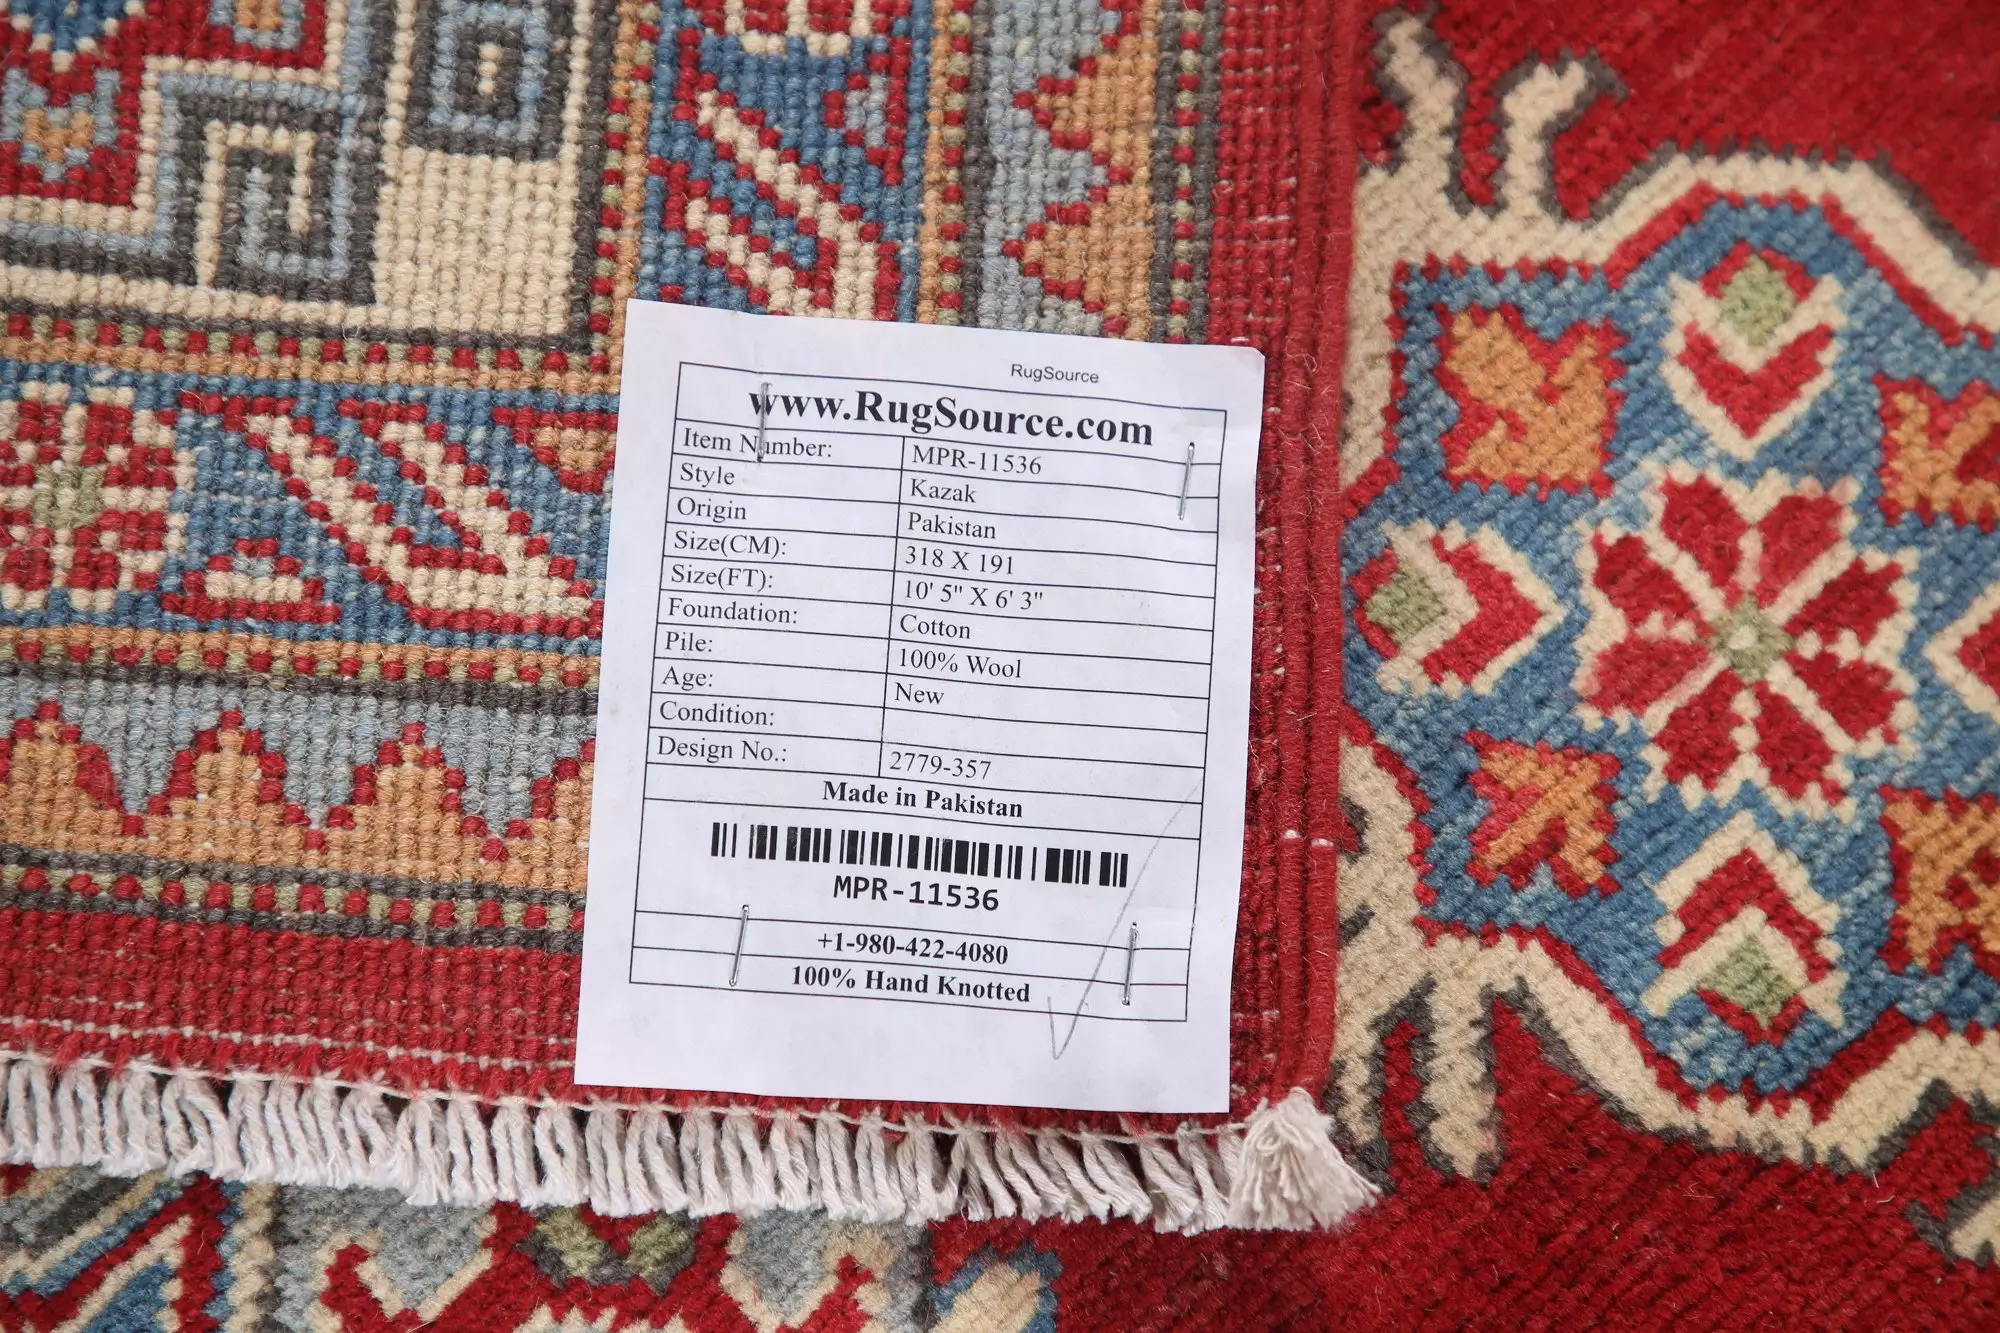 RugSource
www.RugSource.com
Item Number: MPR-11536
Style Kazak
Origin Pakistan
Size(CM): 318 X 191
Size(FT): 10' 5" X 6' 3"
Foundation: Cotton
Pile: 100% Wool
Age: New
Condition:
Design No.: 2779-357
Made in Pakistan
MPR-11536
+1-980-422-4080
100% Hand Knotted